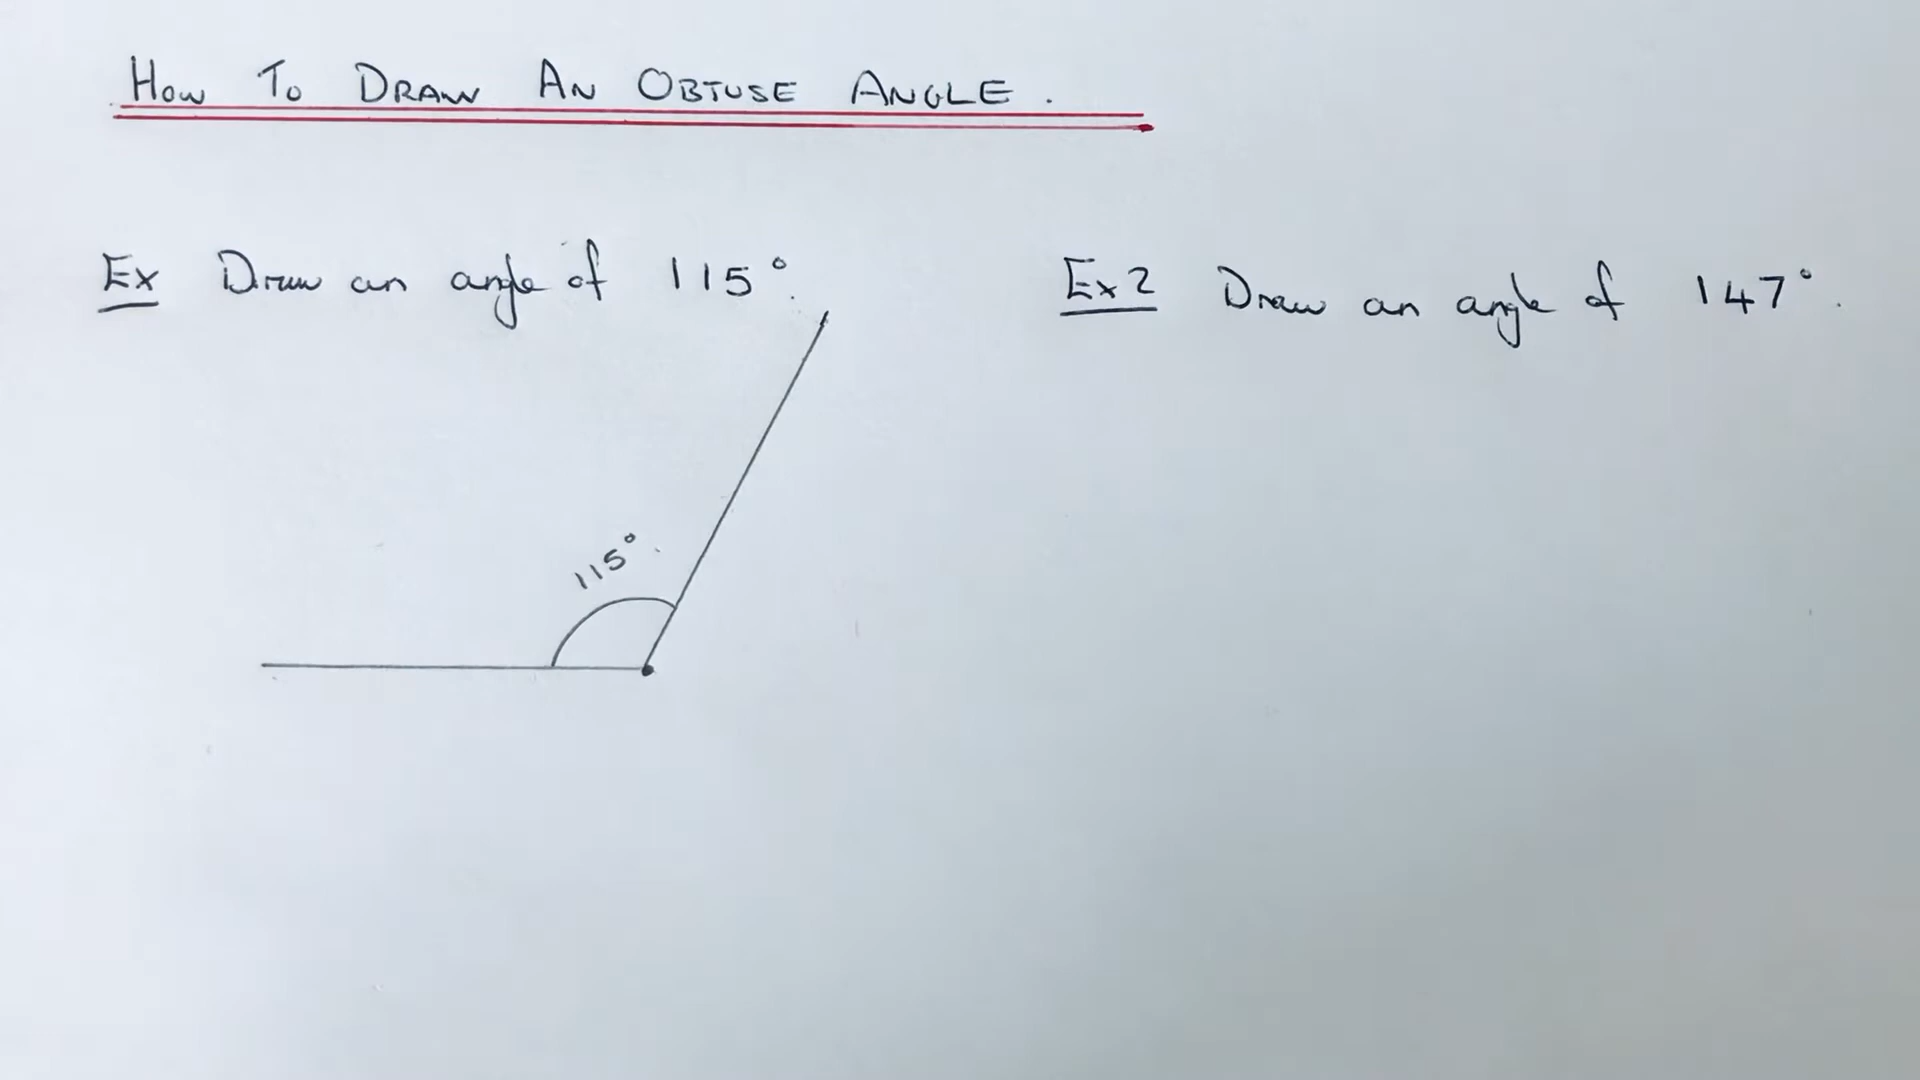 HOW TO DRAW AN OBTUSE ANGLE.
Ex Draw an angle of 115°.
115°.
Ex2 Draw an angle of 147°.